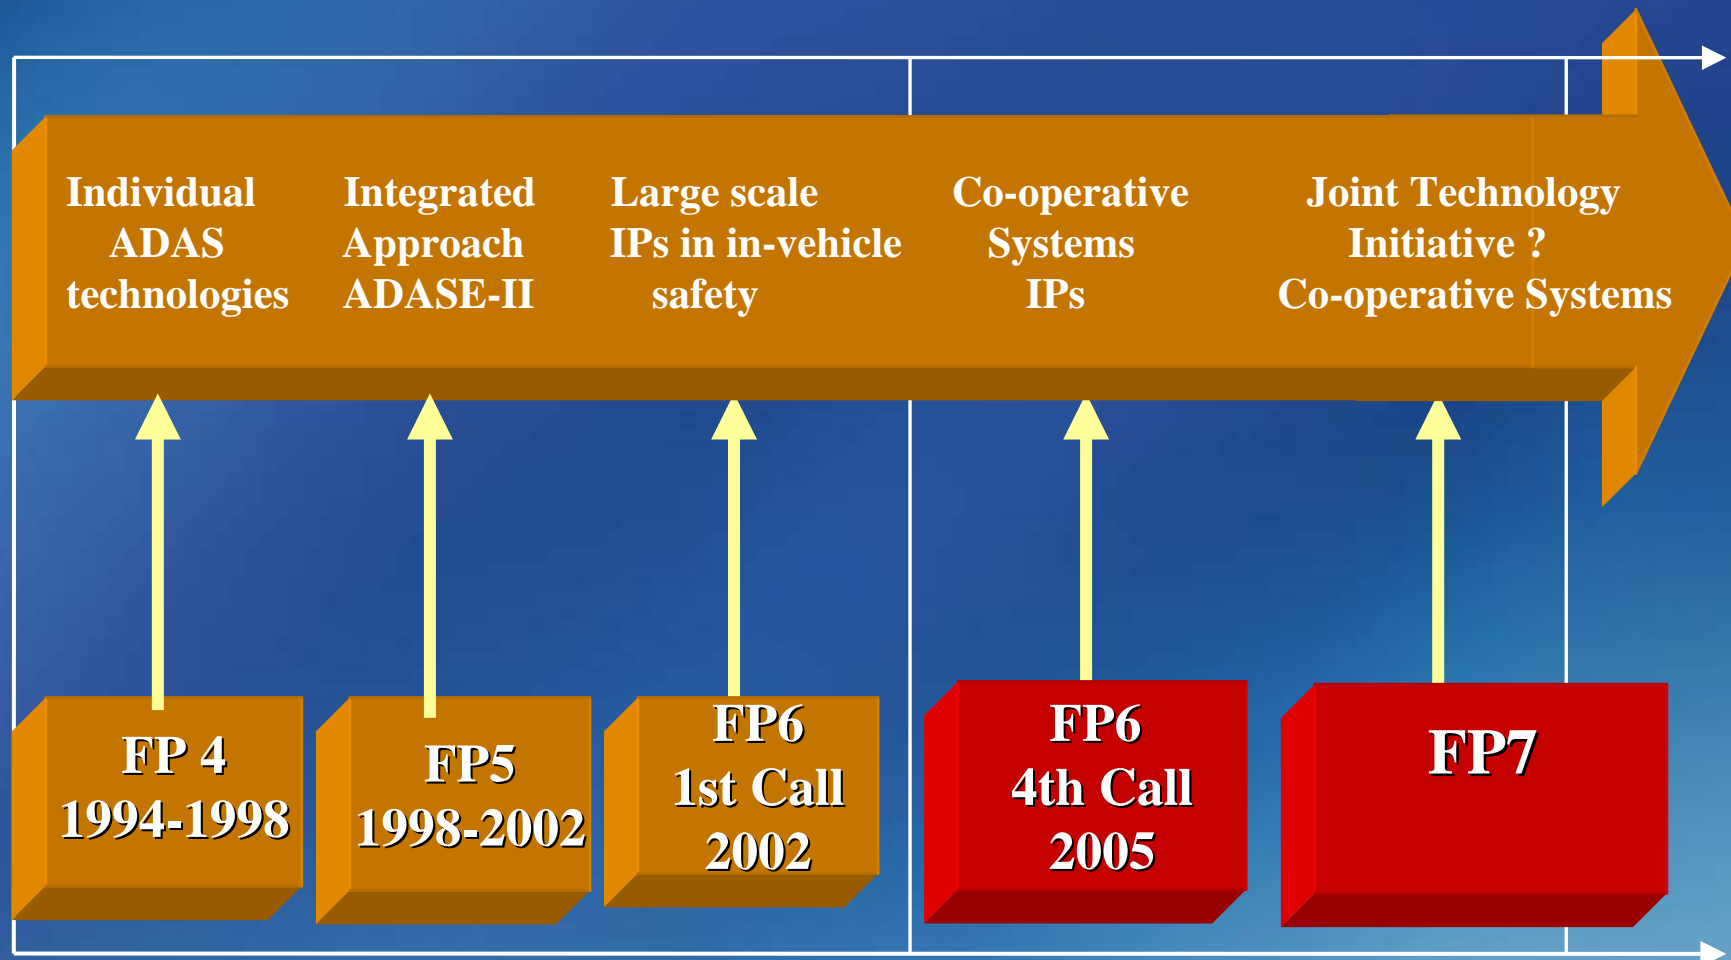 Individual
ADAS
technologies
Integrated
Approach
ADASE-II
Large scale
IPs in in-vehicle
safety
Co-operative
Systems
IPs
Joint Technology
Initiative ?
Co-operative Systems
FP 4
1994-1998
FP5
1998-2002
FP6
1st Call
2002
FP6
4th Call
2005
FP7